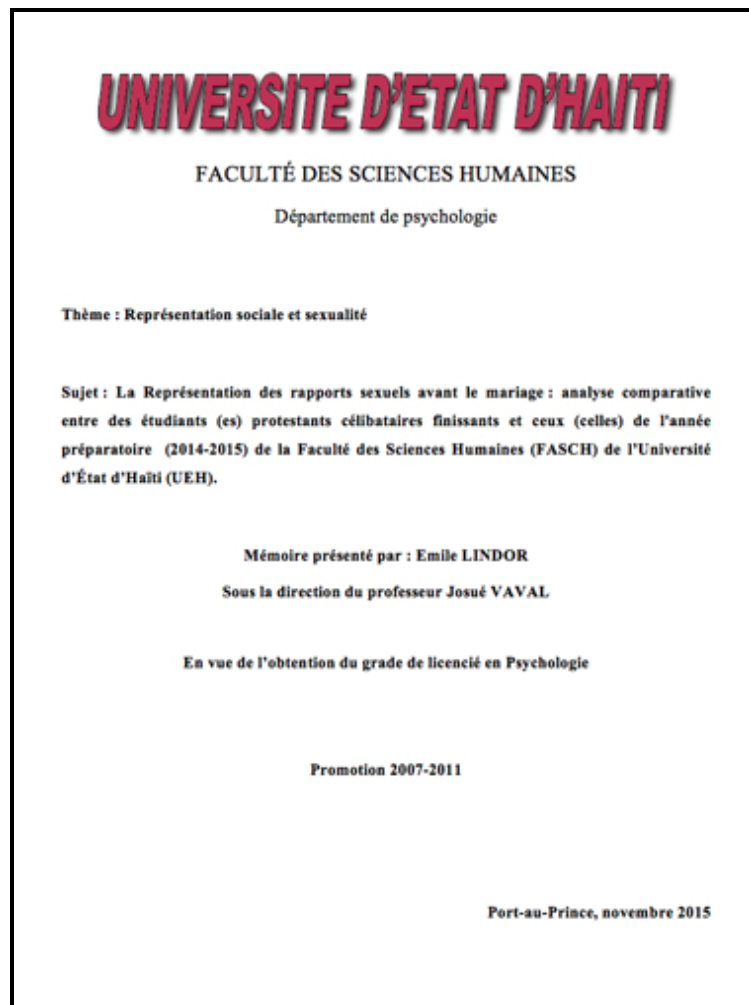 UNIVERSITE D'ETAT D'HAITI
FACULTÉ DES SCIENCES HUMAINES
Département de psychologie
Thème : Représentation sociale et sexualité
Sujet : La Représentation des rapports sexuels avant le mariage : analyse comparative
entre des étudiants (es) protestants célibataires finissants et ceux (celles) de l'année
préparatoire (2014-2015) de la Faculté des Sciences Humaines (FASCH) de l'Université
d'État d'Haïti (UEH).
Mémoire présenté par : Emile LINDOR
Sous la direction du professeur Josué VAVAL
En vue de l'obtention du grade de licencié en Psychologie
Promotion 2007-2011
Port-au-Prince, novembre 2015